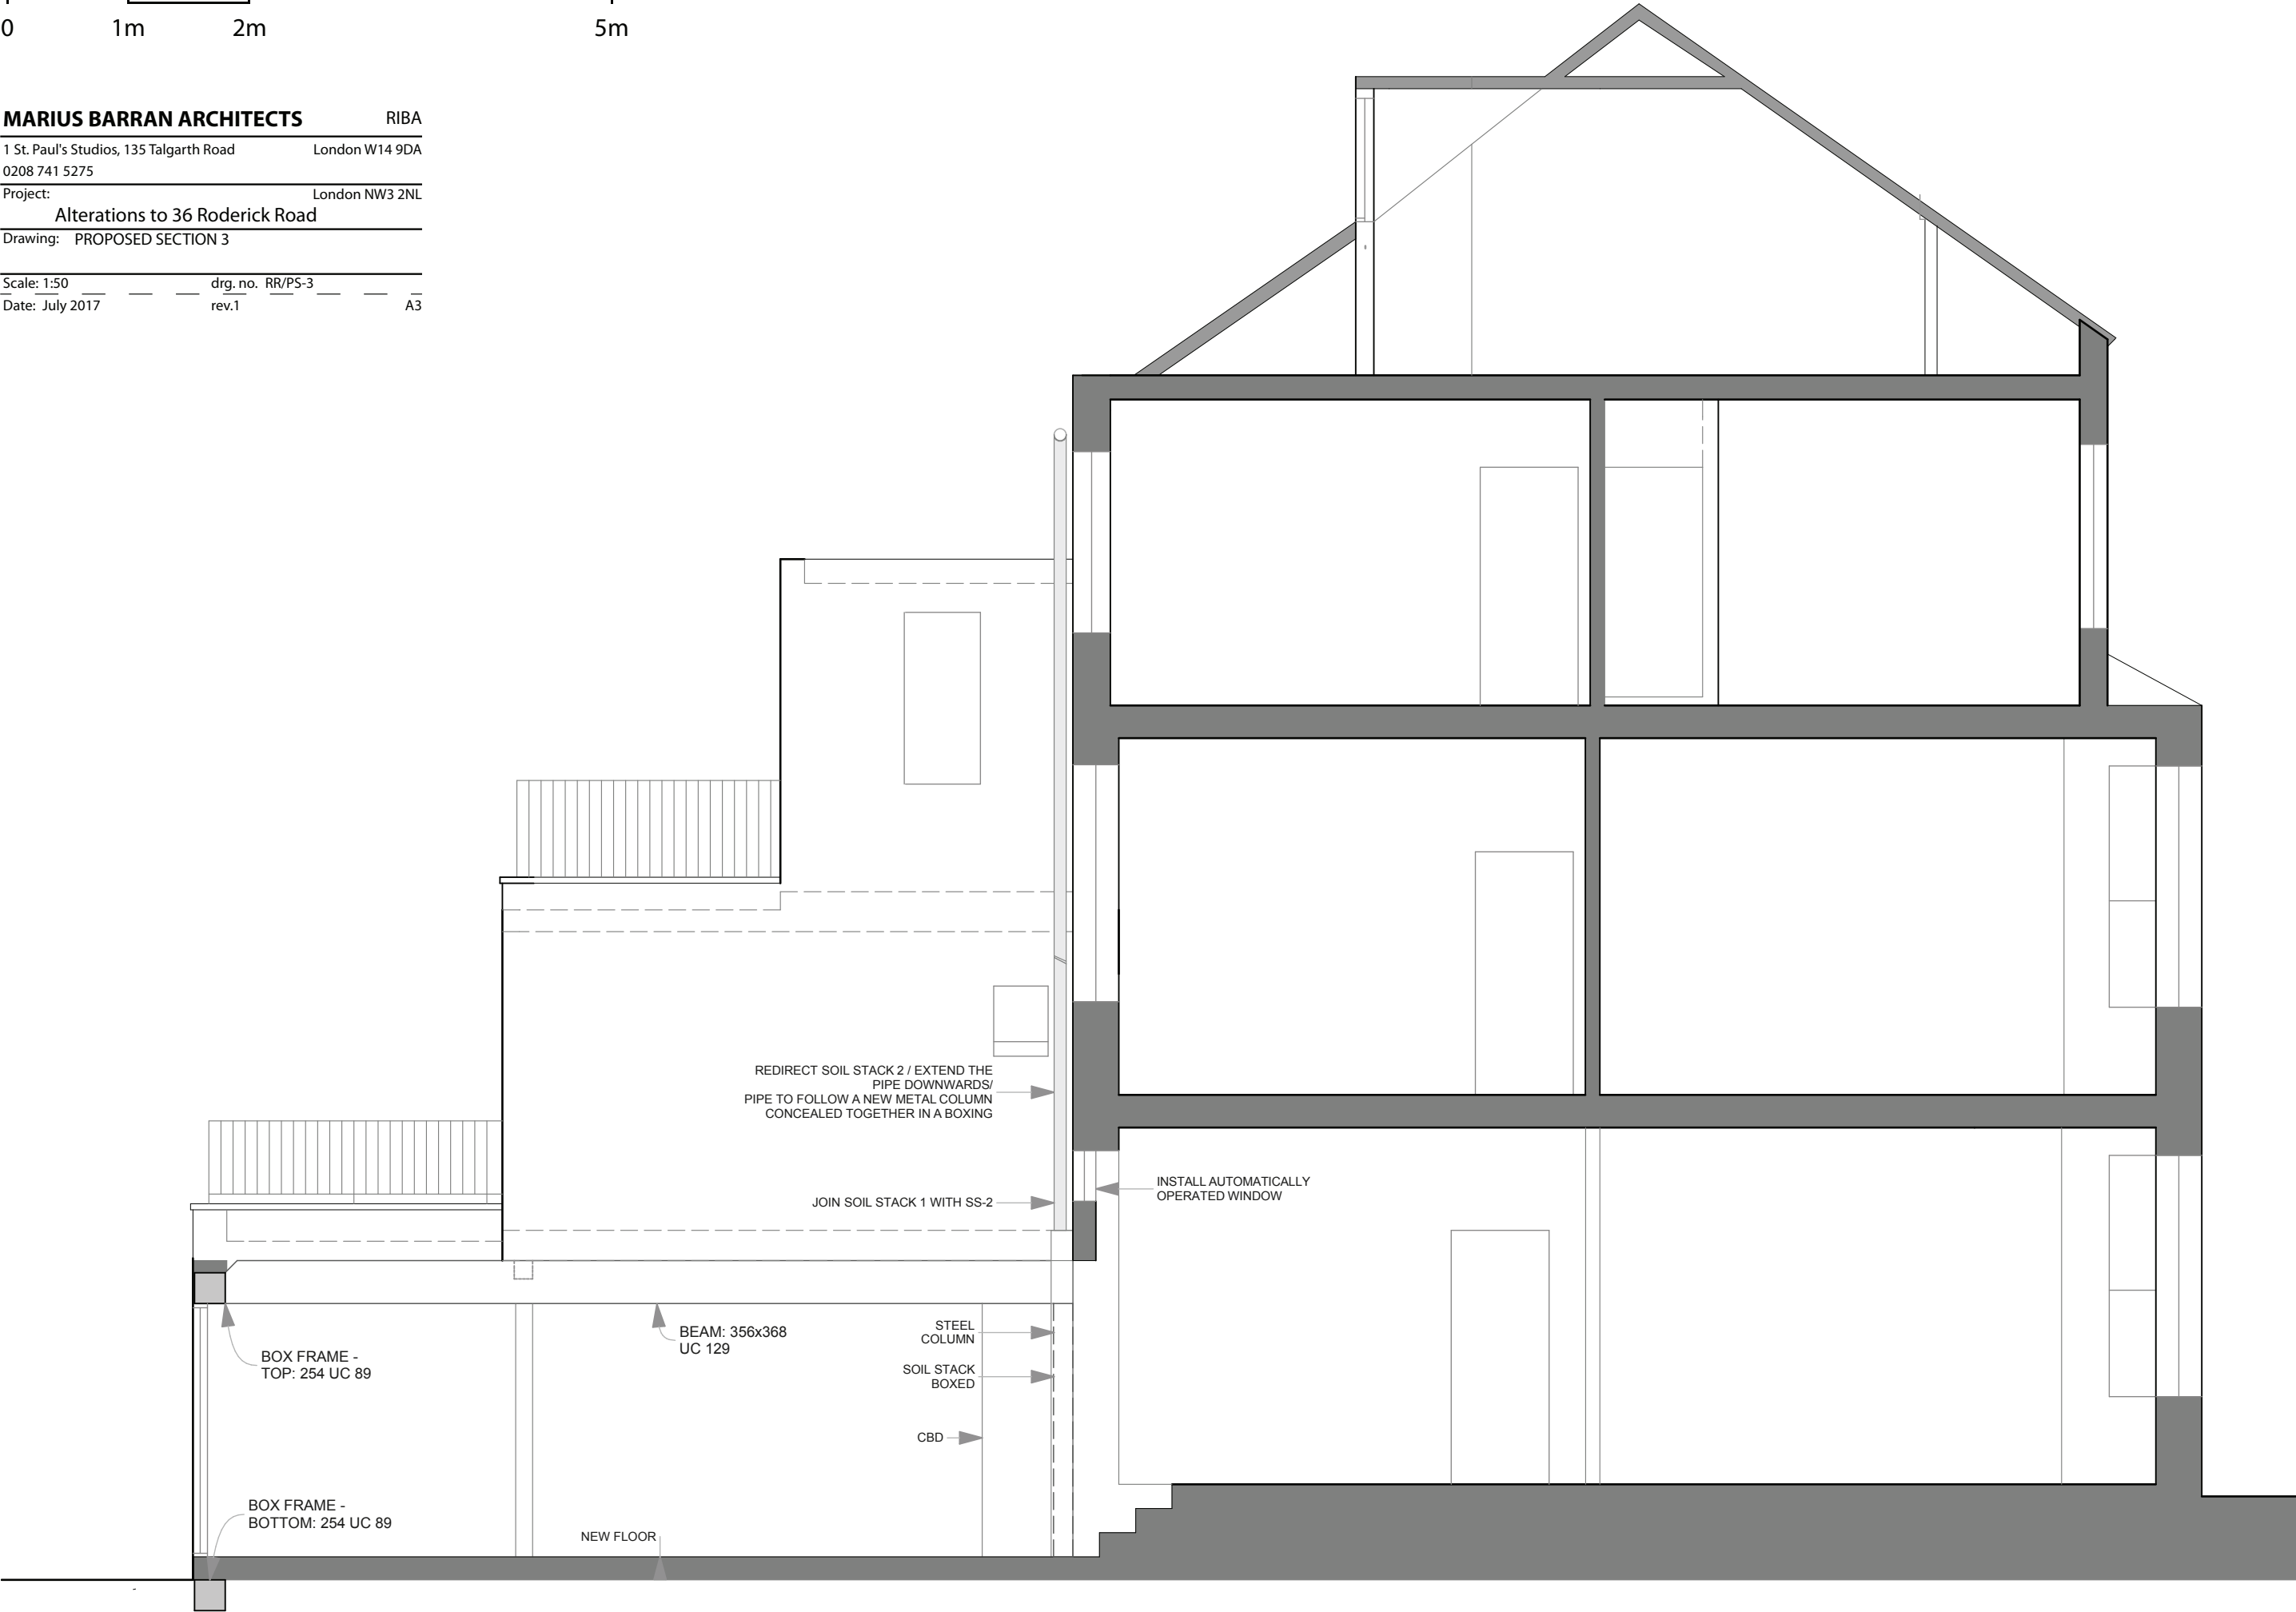 0 1m 2m 5m
MARIUS BARRAN ARCHITECTS RIBA
1 St. Paul's Studios, 135 Talgarth Road London W14 9DA
0208 741 5275
Project: London NW3 2NL
Alterations to 36 Roderick Road
Drawing: PROPOSED SECTION 3
Scale: 1:50 drg. no. RR/PS-3
Date: July 2017 rev.1 A3
REDIRECT SOIL STACK 2 / EXTEND THE
PIPE DOWNWARDS/
PIPE TO FOLLOW A NEW METAL COLUMN
CONCEALED TOGETHER IN A BOXING
JOIN SOIL STACK 1 WITH SS-2
INSTALL AUTOMATICALLY
OPERATED WINDOW
BOX FRAME -
TOP: 254 UC 89
BEAM: 356x368
UC 129
STEEL
COLUMN
SOIL STACK
BOXED
CBD
BOX FRAME -
BOTTOM: 254 UC 89
NEW FLOOR